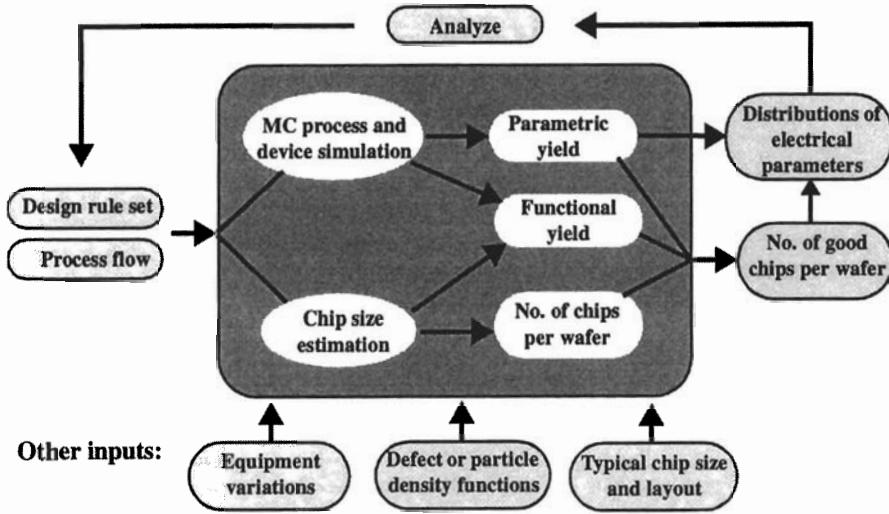 Analyze
MC process and
device simulation
Parametric
yield
Distributions of
electrical
parameters
Design rule set
Process flow
Functional
yield
No. of good
chips per wafer
Chip size
estimation
No. of chips
per wafer
Other inputs:
Equipment
variations
Defect or particle
density functions
Typical chip size
and layout